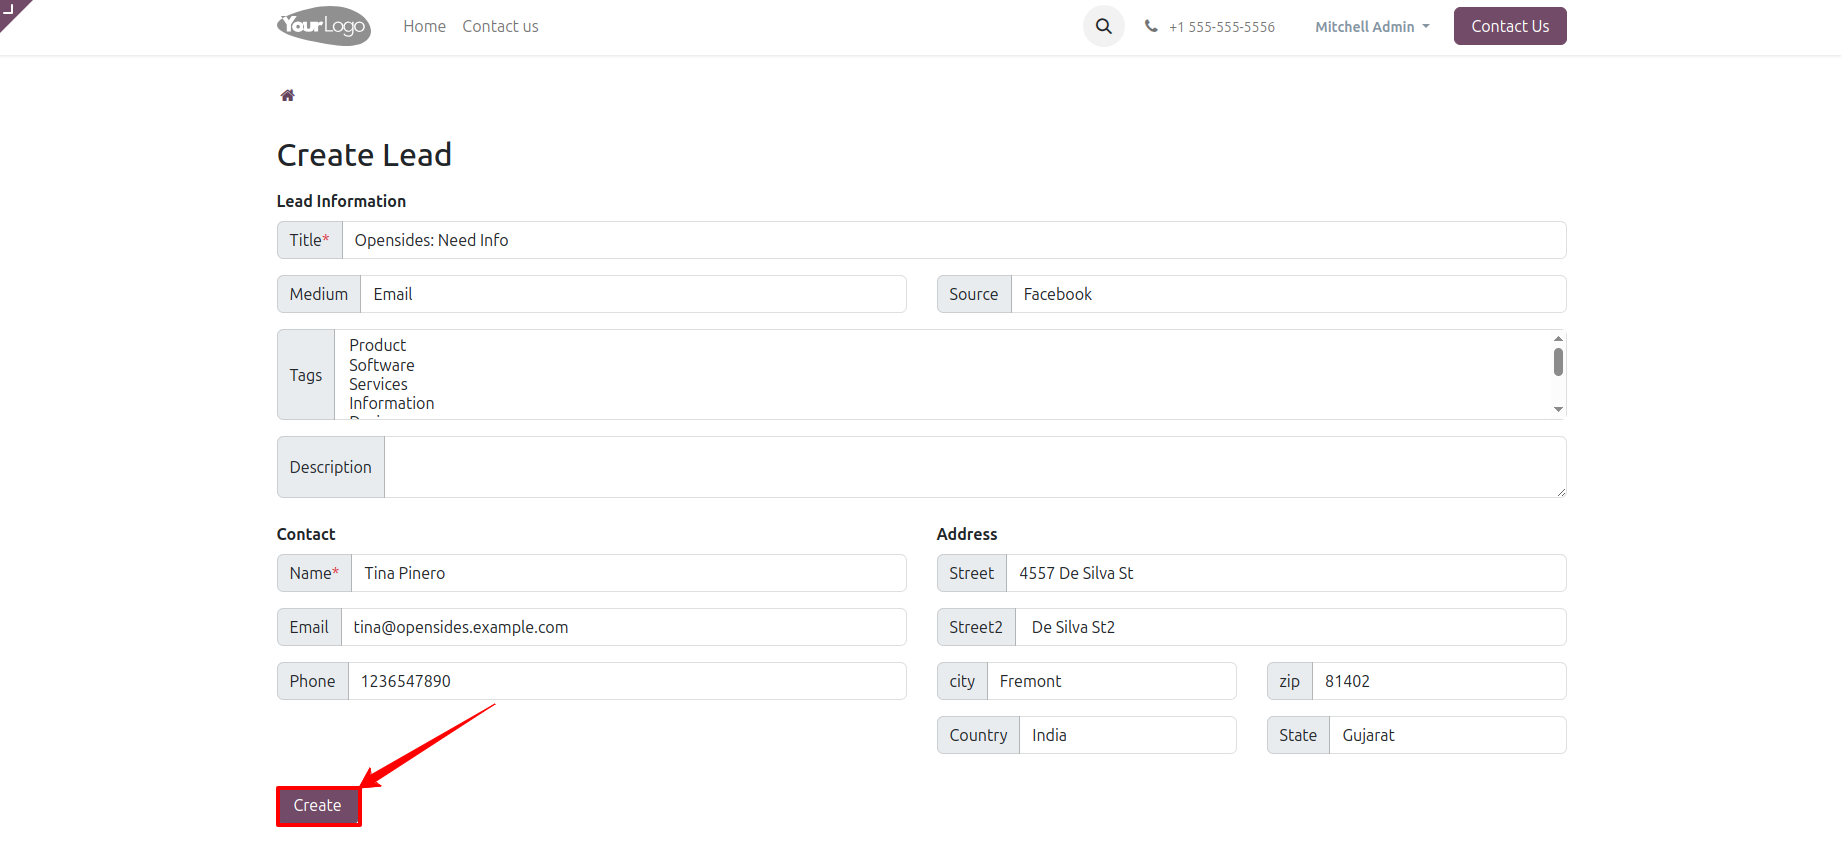 YourLogo Home Contact us +1 555-555-5556 Mitchell Admin Contact Us
Create Lead
Lead Information
Title* Opensides: Need Info
Medium Email Source Facebook
Tags
Product
Software
Services
Information
Description
Contact Address
Name* Tina Pinero Street 4557 De Silva St
Email tina@opensides.example.com Street2 De Silva St2
Phone 1236547890 city Fremont zip 81402
Country India State Gujarat
Create